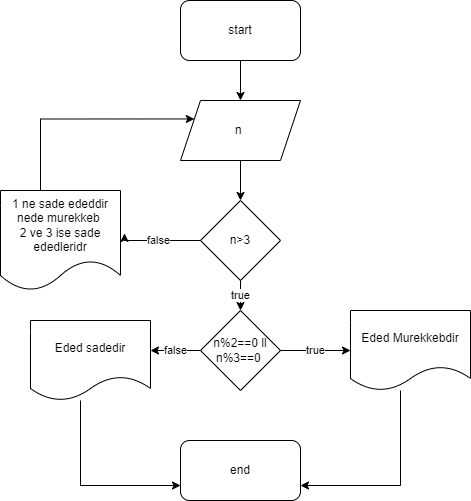 start
n
1 ne sade ededdir
nede murekkeb
2 ve 3 ise sade
ededleridr
false
n>3
true
Eded sadedir
false
n%2==0 ll
n%3==0
true
Eded Murekkebdir
end